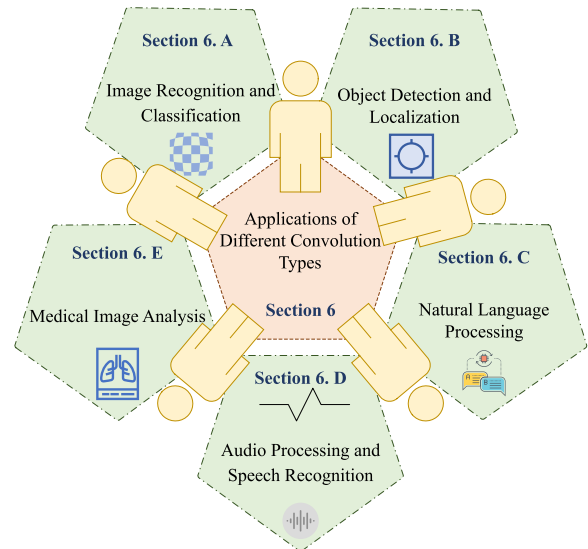 Section 6. A
Image Recognition and
Classification
Section 6. B
Object Detection and
Localization
Applications of
Different Convolution
Types
Section 6
Section 6. E
Medical Image Analysis
Section 6. C
Natural Language
Processing
A
B
Section 6. D
Audio Processing and
Speech Recognition